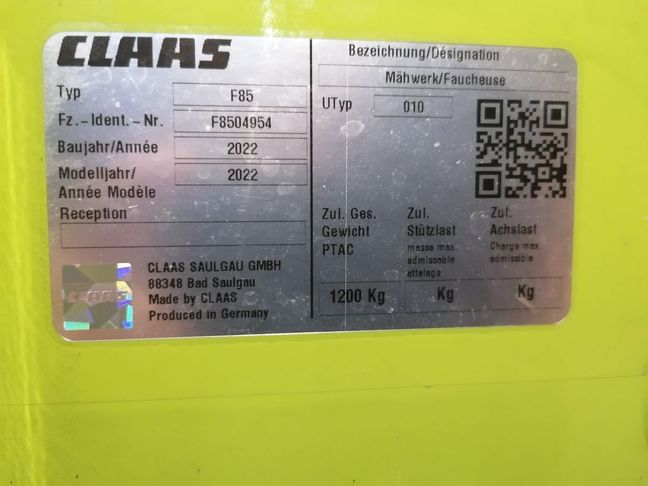 CLAAS
Typ F85
Fz.-Ident.-Nr. F8504954
Baujahr/Année 2022
Modelljahr/ 2022
Année Modèle
Reception
CLAAS
CLAAS SAULGAU GMBH
88348 Bad Saulgau
Made by CLAAS
Produced in Germany
Bezeichnung/Désignation
Mähwerk/Faucheuse
UTyp 010
Zul. Ges. Zul. Zul.
Gewicht Stützlast Achslast
PTAC masse max. Charge max.
admissable admissible
attelage
1200 Kg Kg Kg